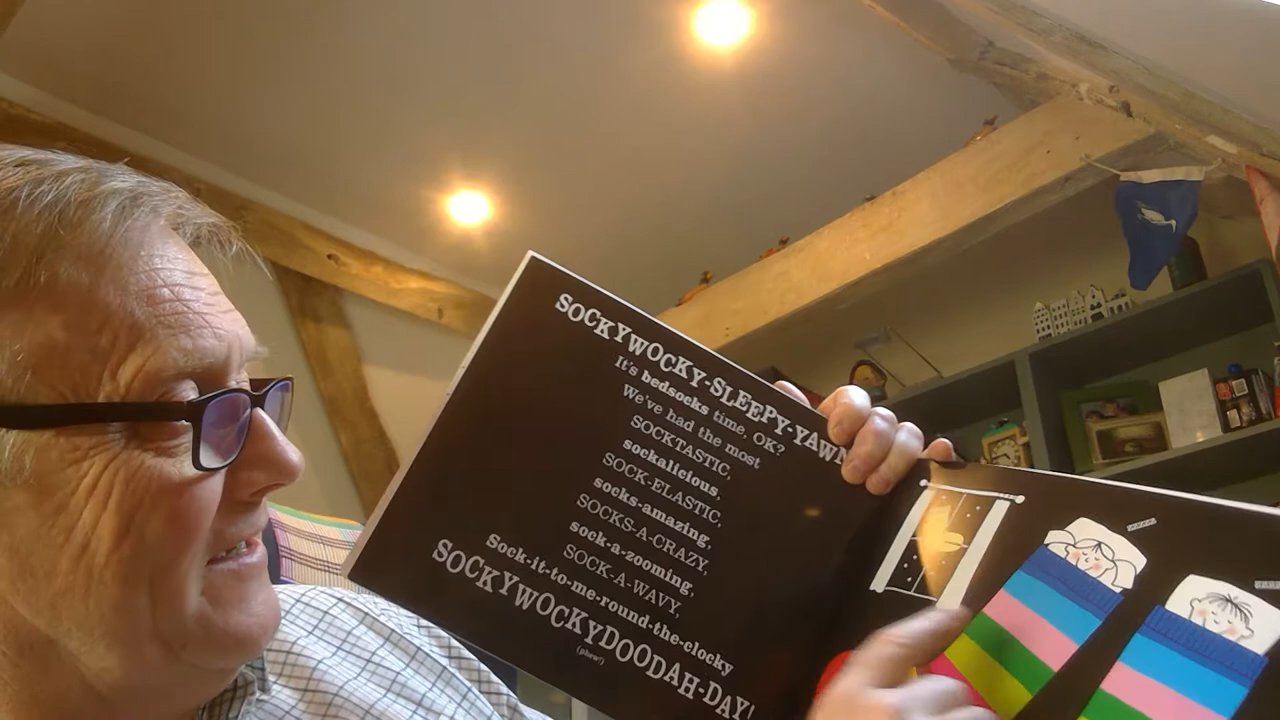 SOCKYWOCKY-SLEEPY-YAWN
It's bedsocks time, OK?
We've had the most
SOCKTASTIC,
sockalicious,
SOCK-ELASTIC,
socks-amazing,
SOCKS-A-CRAZY,
sock-a-zooming,
SOCK-A-WAVY,
Sock-it-to-me-round-the-clocky
SOCKYWOCKYDOODAH-DAY!
(phew!)